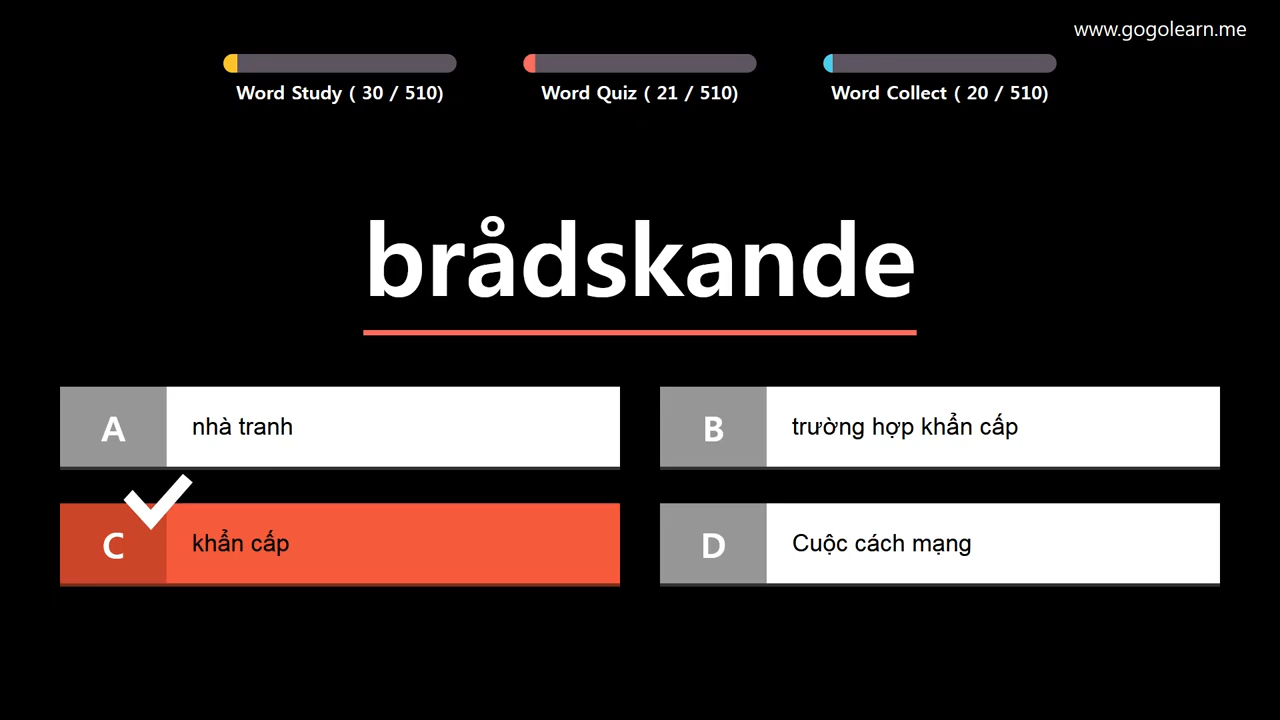 www.gogolearn.me
Word Study ( 30 / 510)
Word Quiz ( 21 / 510)
Word Collect ( 20 / 510)
brådskande
A
nhà tranh
B
trường hợp khẩn cấp
C
khẩn cấp
D
Cuộc cách mạng